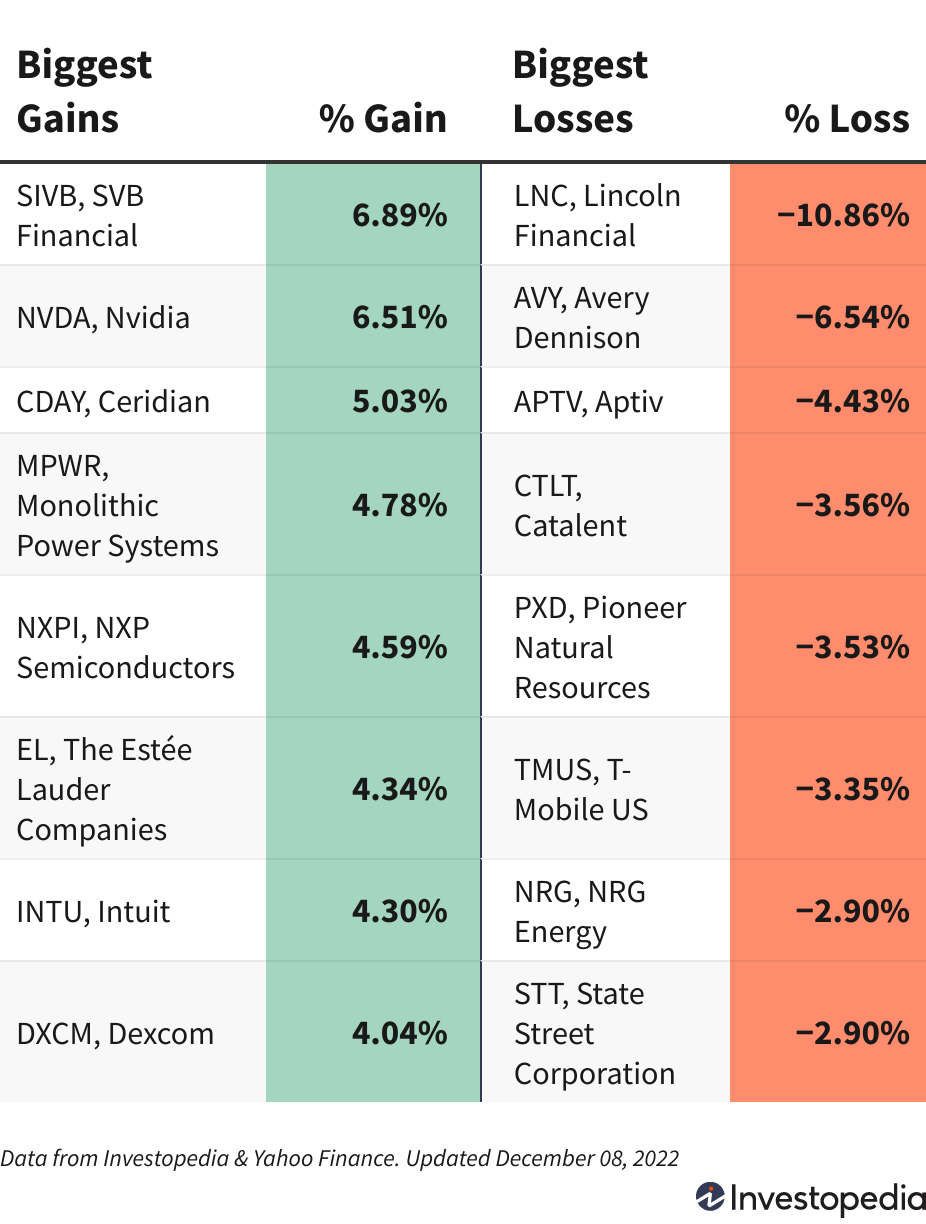 Biggest
Gains
% Gain
Biggest
Losses
% Loss
SIVB, SVB
Financial
6.89%
LNC, Lincoln
Financial
−10.86%
NVDA, Nvidia
6.51%
AVY, Avery
Dennison
−6.54%
CDAY, Ceridian
5.03%
APTV, Aptiv
−4.43%
MPWR,
Monolithic
Power Systems
4.78%
CTLT,
Catalent
−3.56%
NXPI, NXP
Semiconductors
4.59%
PXD, Pioneer
Natural
Resources
−3.53%
EL, The Estée
Lauder
Companies
4.34%
TMUS, T-
Mobile US
−3.35%
INTU, Intuit
4.30%
NRG, NRG
Energy
−2.90%
DXCM, Dexcom
4.04%
STT, State
Street
Corporation
−2.90%
Data from Investopedia & Yahoo Finance. Updated December 08, 2022
Investopedia